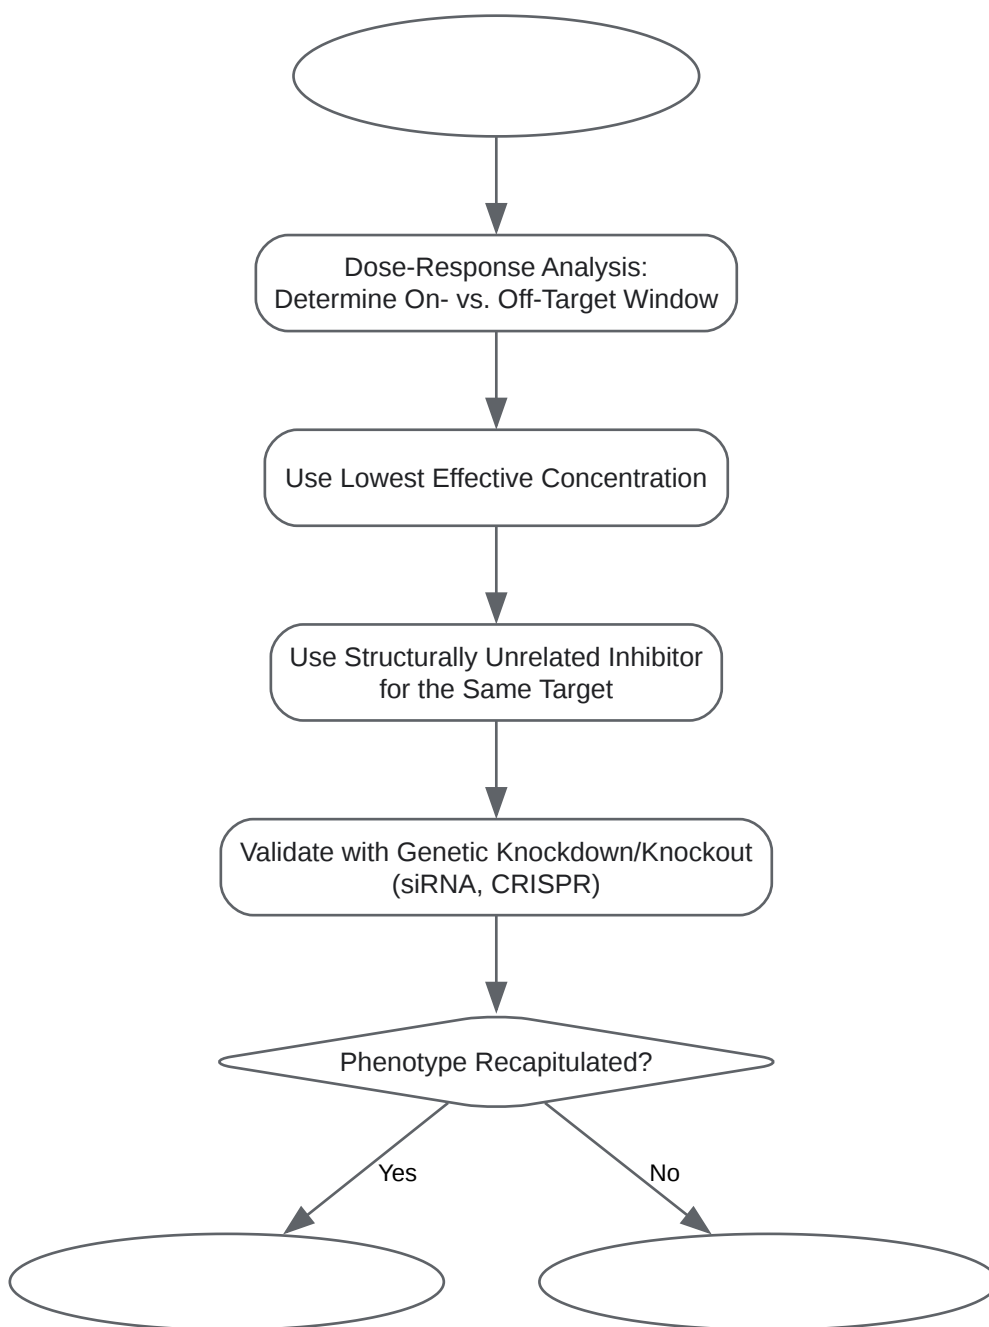 Dose-Response Analysis:
Determine On- vs. Off-Target Window
Use Lowest Effective Concentration
Use Structurally Unrelated Inhibitor
for the Same Target
Validate with Genetic Knockdown/Knockout
(siRNA, CRISPR)
Phenotype Recapitulated?
Yes
No